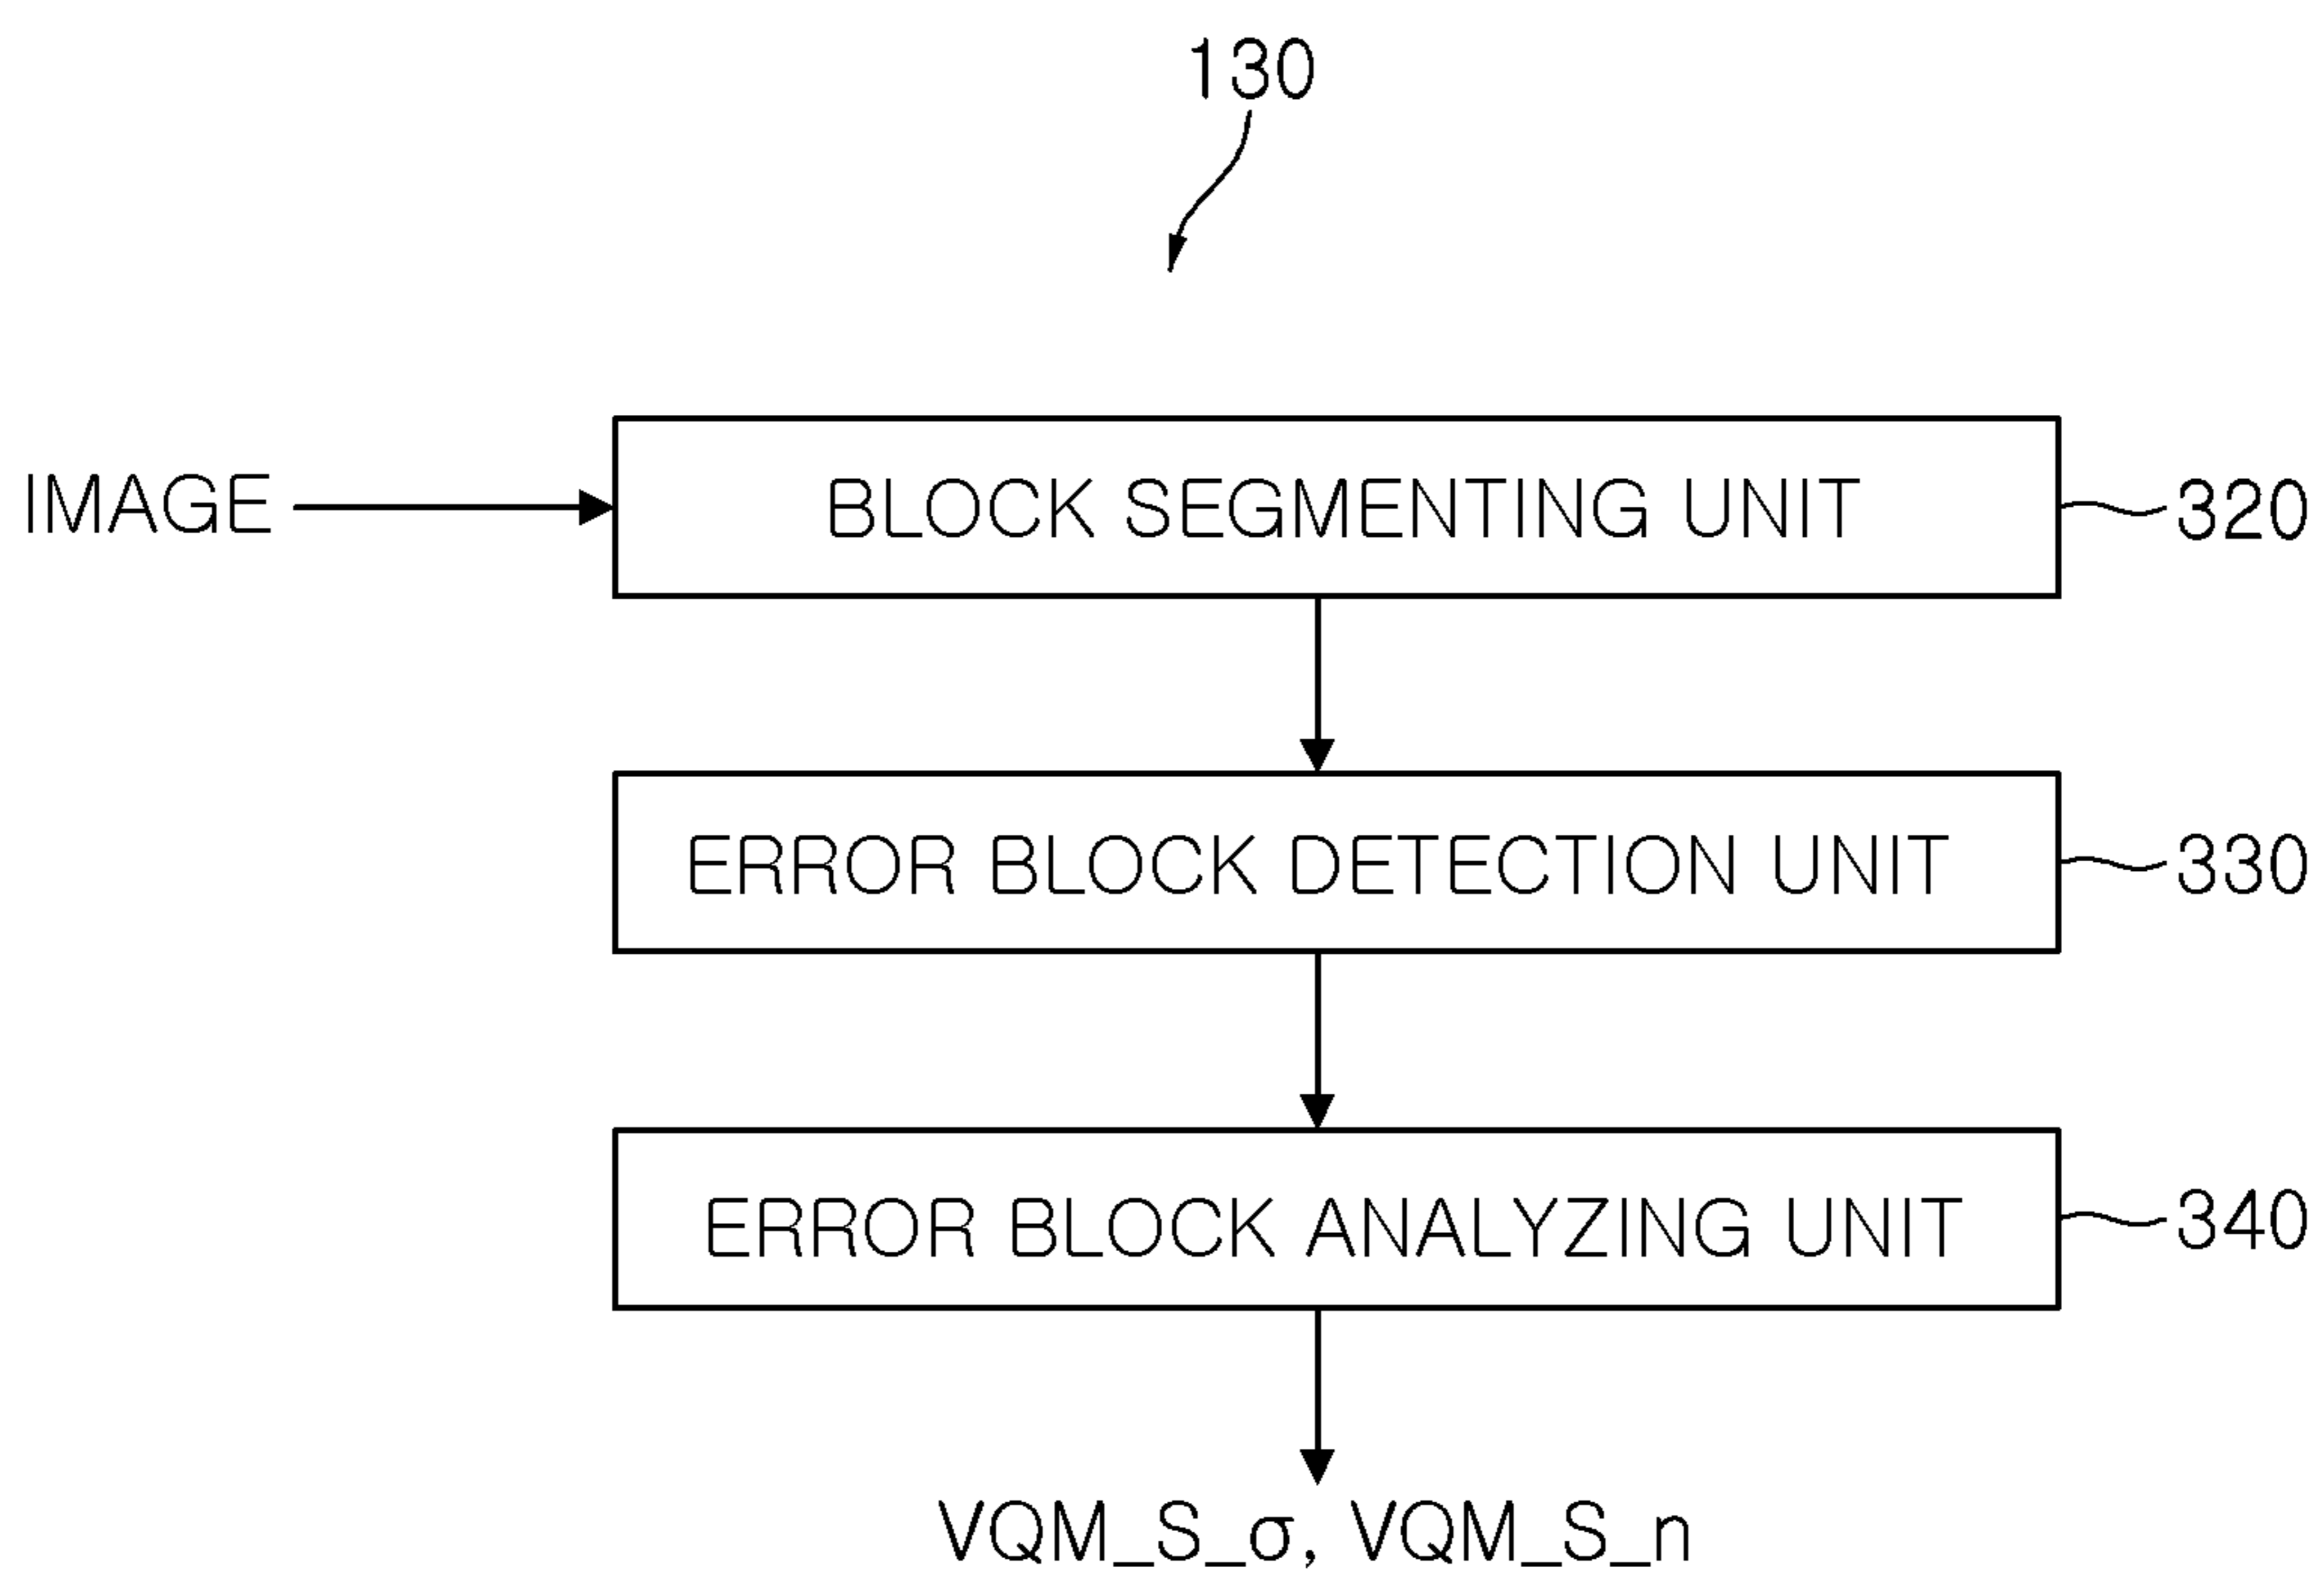 130
IMAGE
BLOCK SEGMENTING UNIT
320
ERROR BLOCK DETECTION UNIT
330
ERROR BLOCK ANALYZING UNIT
340
VQM_S_σ, VQM_S_n